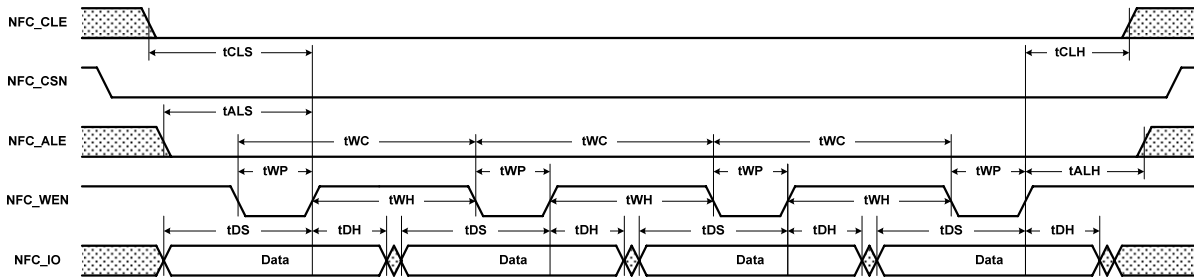 NFC_CLE
tCLS
tCLH
NFC_CSN
tALS
NFC_ALE
tWC tWC tWC
tWP tWP tWP tWP tALH
NFC_WEN
tWH tWH tWH
tDS tDH tDS tDH tDS tDH tDS tDH
NFC_IO Data Data Data Data